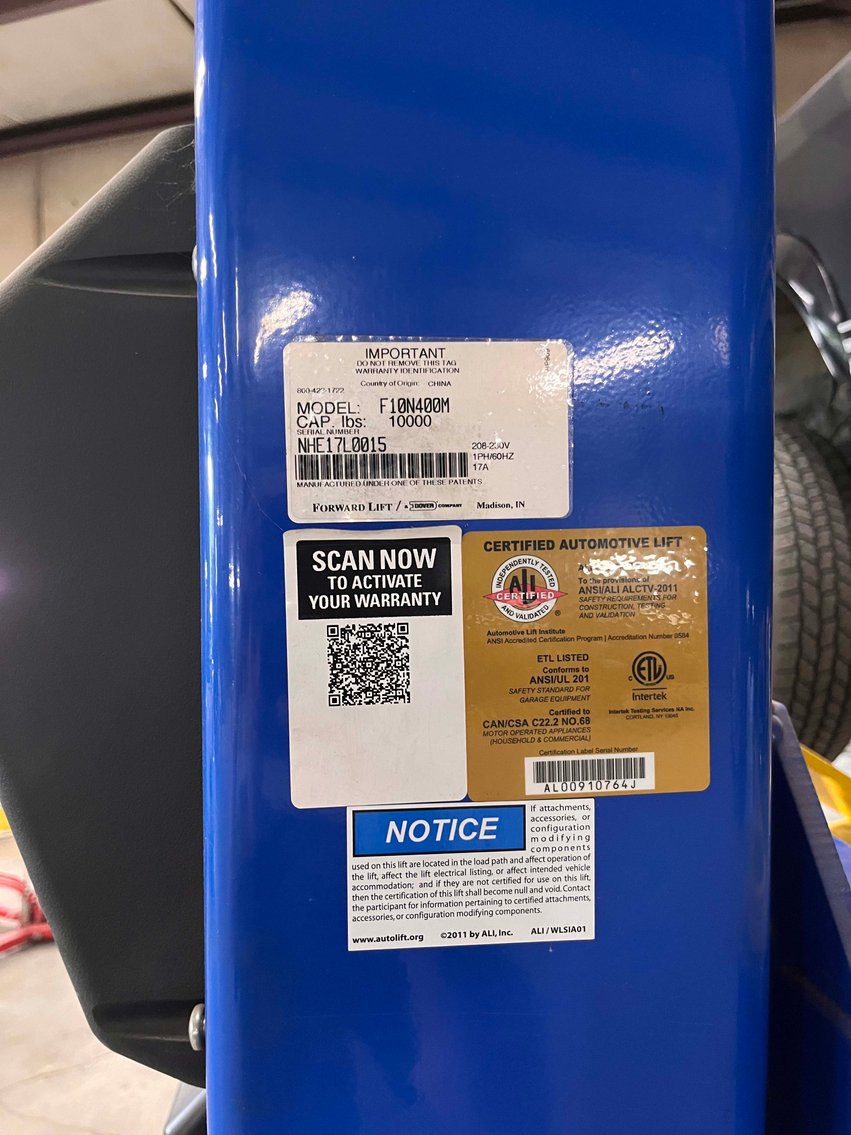 IMPORTANT
DO NOT REMOVE THIS TAG
WARRANTY IDENTIFICATION
Country of Origin: CHINA
MODEL: F10N400M
CAP. lbs: 10000
SERIAL NUMBER
NHE17L0015
208-230V
1PH/60HZ
17A
MANUFACTURED UNDER ONE OF THESE PATENTS
FORWARD LIFT / A DOVER COMPANY Madison, IN
SCAN NOW
TO ACTIVATE
YOUR WARRANTY
CERTIFIED AUTOMOTIVE LIFT
INDEPENDENTLY TESTED
ALI
CERTIFIED
AND VALIDATED
®
To the provisions of
ANSI/ALI ALCTV-2011
SAFETY REQUIREMENTS FOR
CONSTRUCTION, TESTING
AND VALIDATION
Automotive Lift Institute
ANSI Accredited Certification Program | Accreditation Number 0584
ETL LISTED
Conforms to
ANSI/UL 201
SAFETY STANDARD FOR
GARAGE EQUIPMENT
Certified to
CAN/CSA C22.2 NO.68
MOTOR OPERATED APPLIANCES
(HOUSEHOLD & COMMERCIAL)
C ETL US
Intertek
Intertek Testing Services NA Inc.
CORTLAND, NY 13045
Certification Label Serial Number
AL00910764J
NOTICE
If attachments,
accessories, or
configuration
modifying
components
used on this lift are located in the load path and affect operation of
the lift, affect the lift electrical listing, or affect intended vehicle
accommodation; and if they are not certified for use on this lift,
then the certification of this lift shall become null and void. Contact
the participant for information pertaining to certified attachments,
accessories, or configuration modifying components.
www.autolift.org ©2011 by ALI, Inc. ALI / WLSIA01